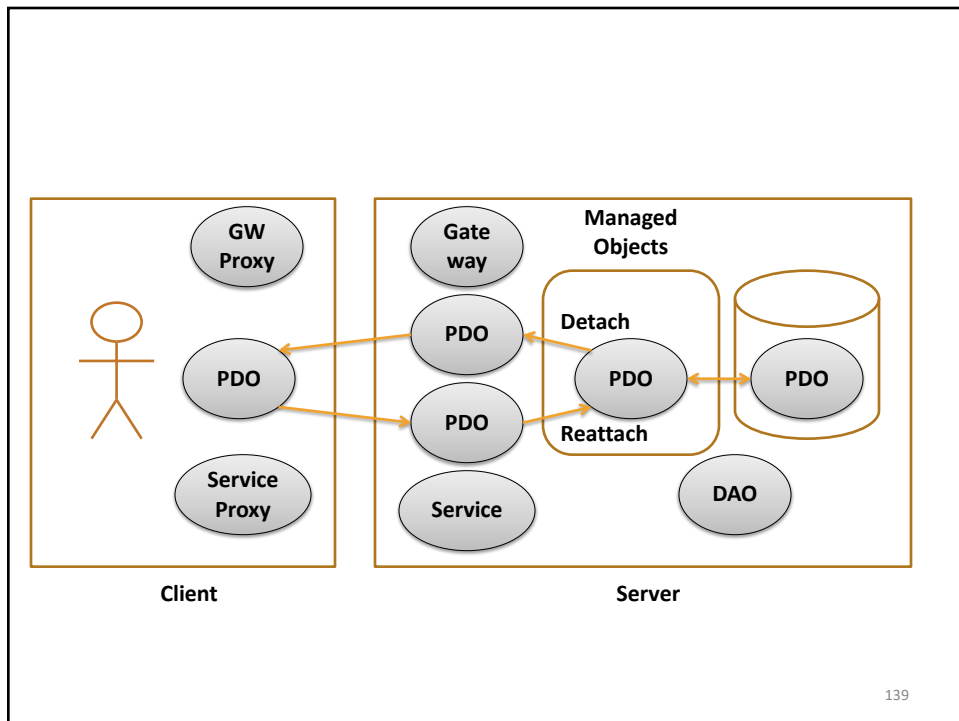 Managed
Objects
GW
Proxy
Gate
way
PDO
Detach
PDO
PDO
PDO
PDO
Reattach
Service
Proxy
Service
DAO
Client
Server
139